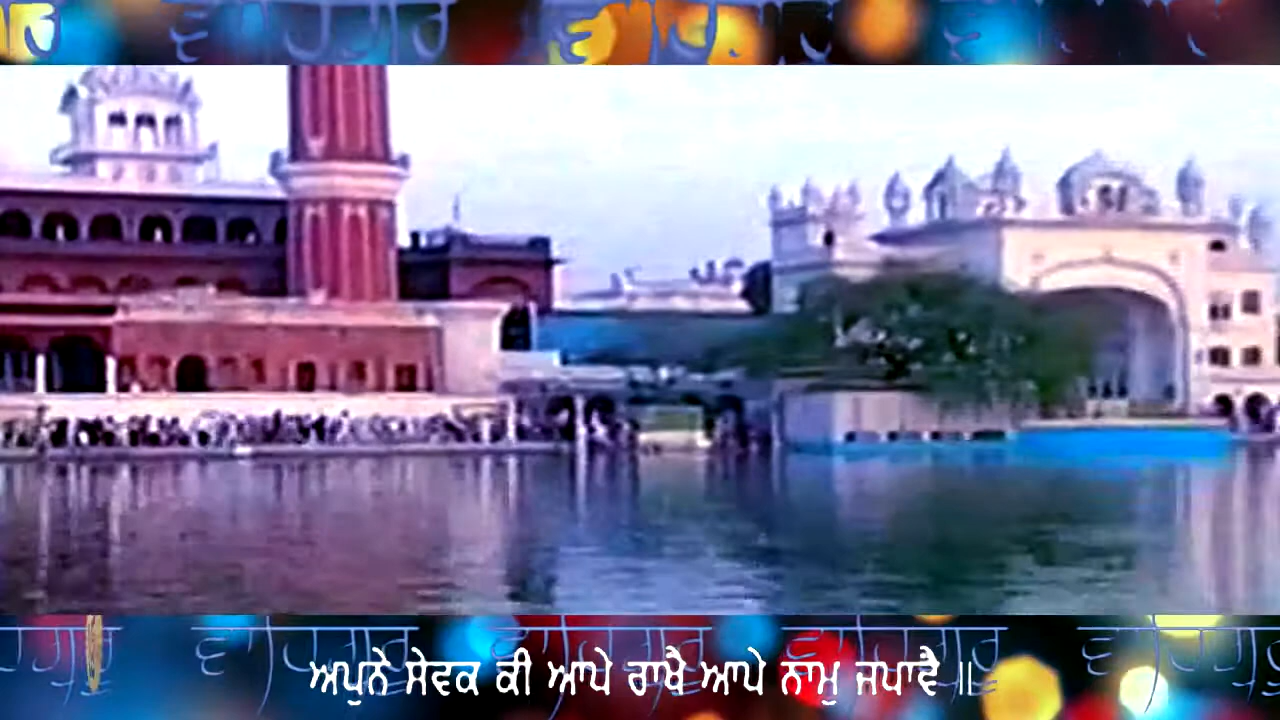 ਵਾਹਿਗੁਰੂ ਵਾਹਿਗੁਰੂ ਵਾਹਿਗੁਰੂ ਵਾਹਿਗੁਰੂ
ਅਪੁਨੇ ਸੇਵਕ ਕੀ ਆਪੇ ਰਾਖੈ ਆਪੇ ਨਾਮੁ ਜਪਾਵੈ ॥